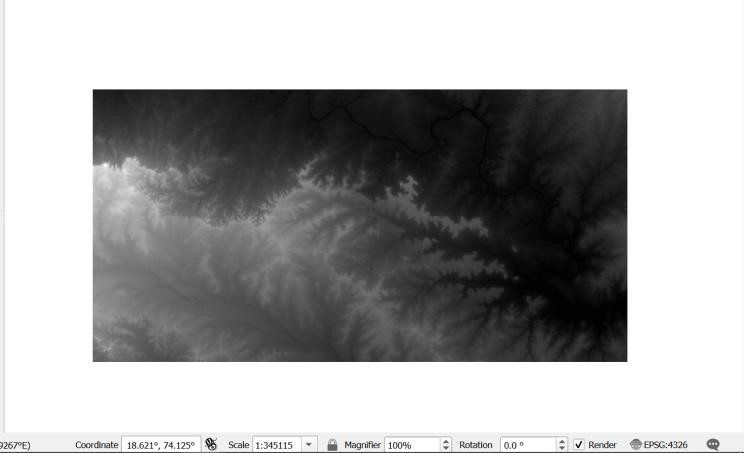 9267°E) Coordinate 18.621°, 74.125° Scale 1:345115 Magnifier 100% Rotation 0.0 ° Render EPSG:4326